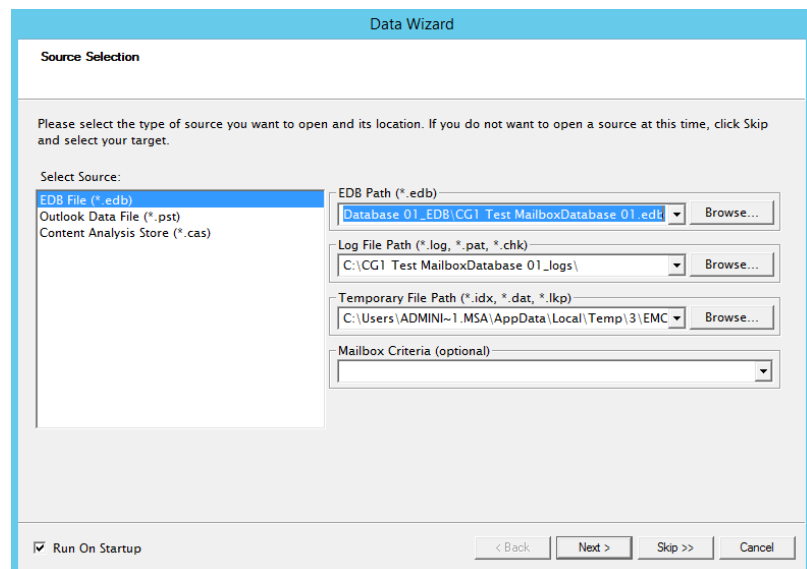 Data Wizard
Source Selection
Please select the type of source you want to open and its location. If you do not want to open a source at this time, click Skip
and select your target.
Select Source:
EDB File (*.edb)
Outlook Data File (*.pst)
Content Analysis Store (*.cas)
EDB Path (*.edb)
Database 01_EDB\CG1 Test MailboxDatabase 01.edb
Browse...
Log File Path (*.log, *.pat, *.chk)
C:\CG1 Test MailboxDatabase 01_logs\
Browse...
Temporary File Path (*.idx, *.dat, *.lkp)
C:\Users\ADMINI~1.MSA\AppData\Local\Temp\3\EMC
Browse...
Mailbox Criteria (optional)
Run On Startup
< Back
Next >
Skip >>
Cancel